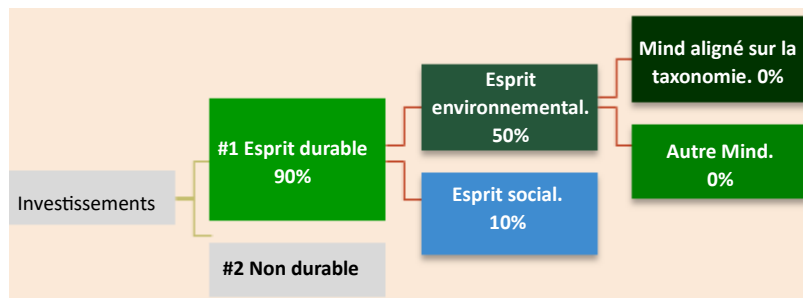 Investissements
#1 Esprit durable
90%
#2 Non durable
Esprit
environnemental.
50%
Esprit social.
10%
Mind aligné sur la
taxonomie. 0%
Autre Mind.
0%